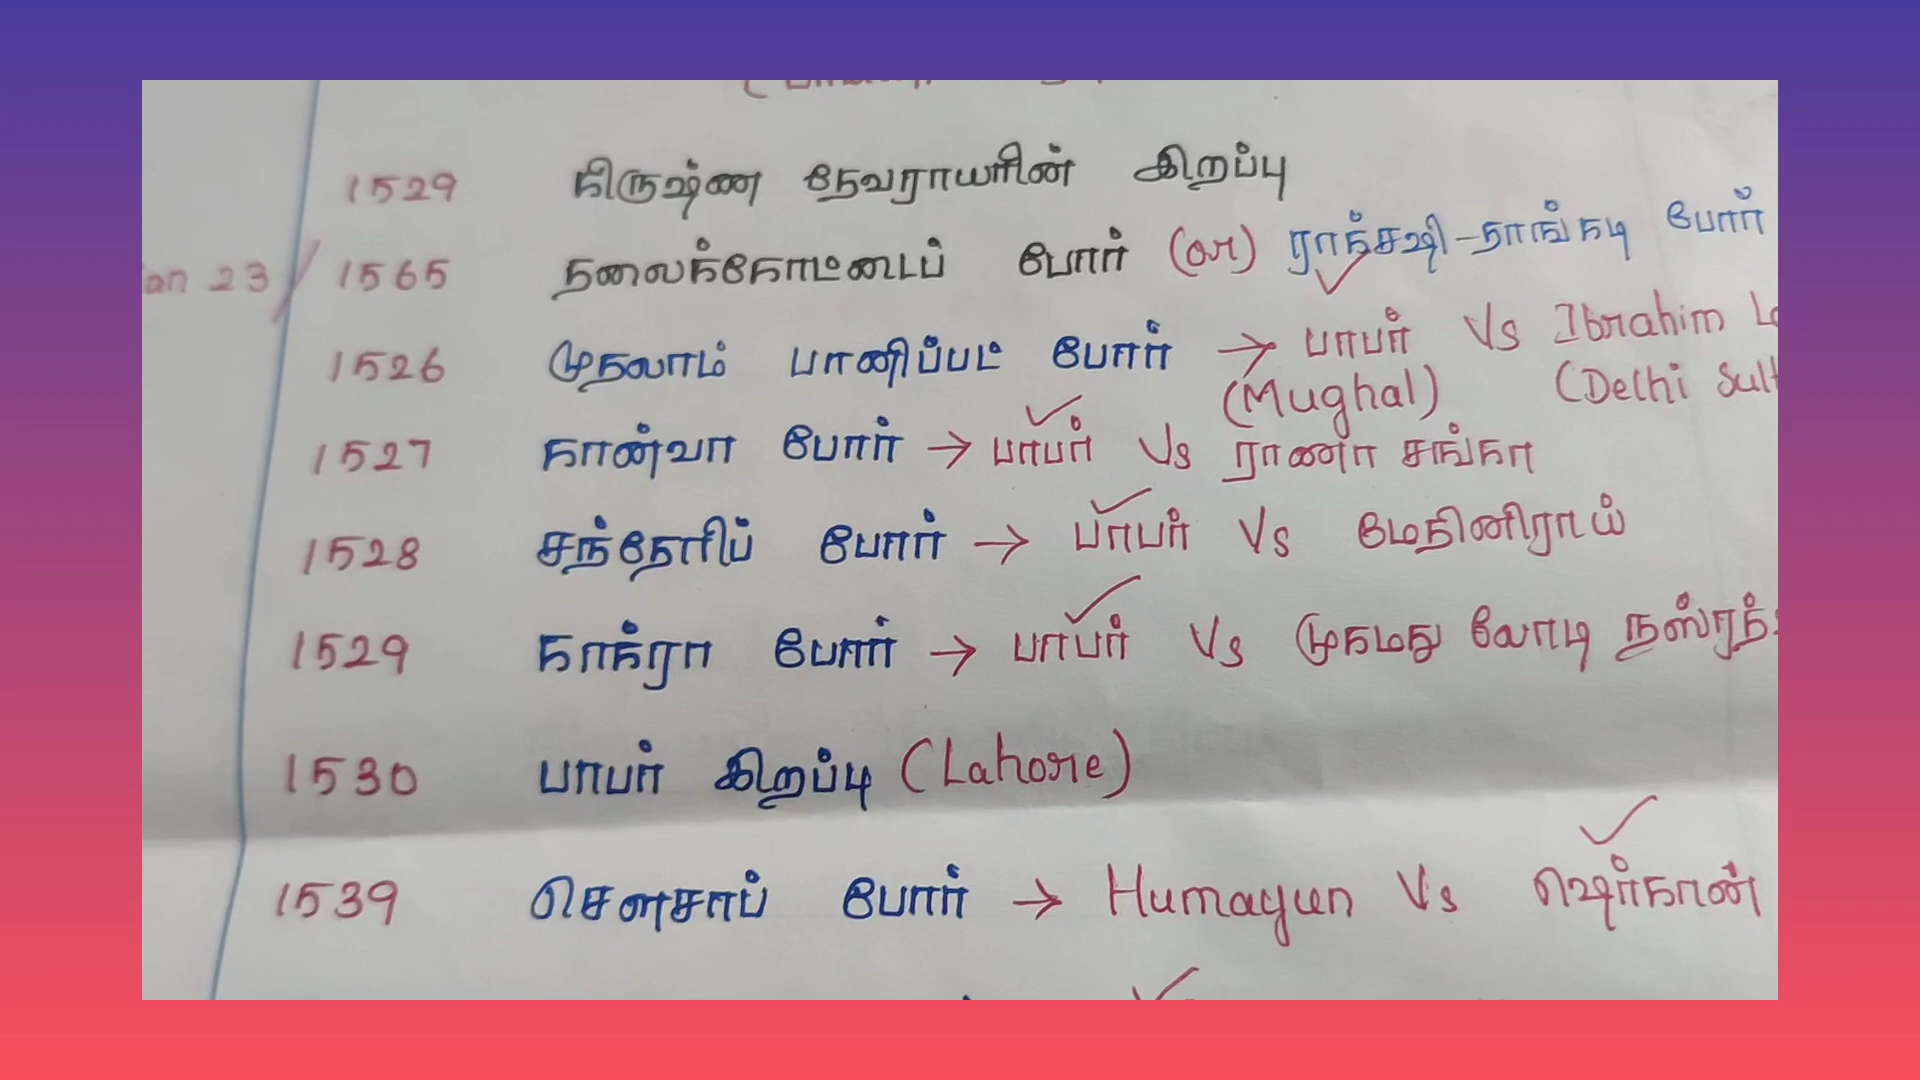 1529 கிருஷ்ண தேவராயரின் இறப்பு
an 23 / 1565 தலைக்கோட்டைப் போர் (or) ராக்சஷி-தாங்கடி போர்
1526 முதலாம் பானிப்பட் போர் → பாபர் Vs Ibrahim
(Mughal) (Delhi
1527 கான்வா போர் → பாபர் Vs ராணா சங்கா
1528 சந்தேரிப் போர் → பாபர் Vs மேதினிராய்
1529 காக்ரா போர் → பாபர் Vs முகமது லோடி
1530 பாபர் இறப்பு (Lahore)
1539 சௌசாப் போர் → Humayun Vs ஷெர்கான்